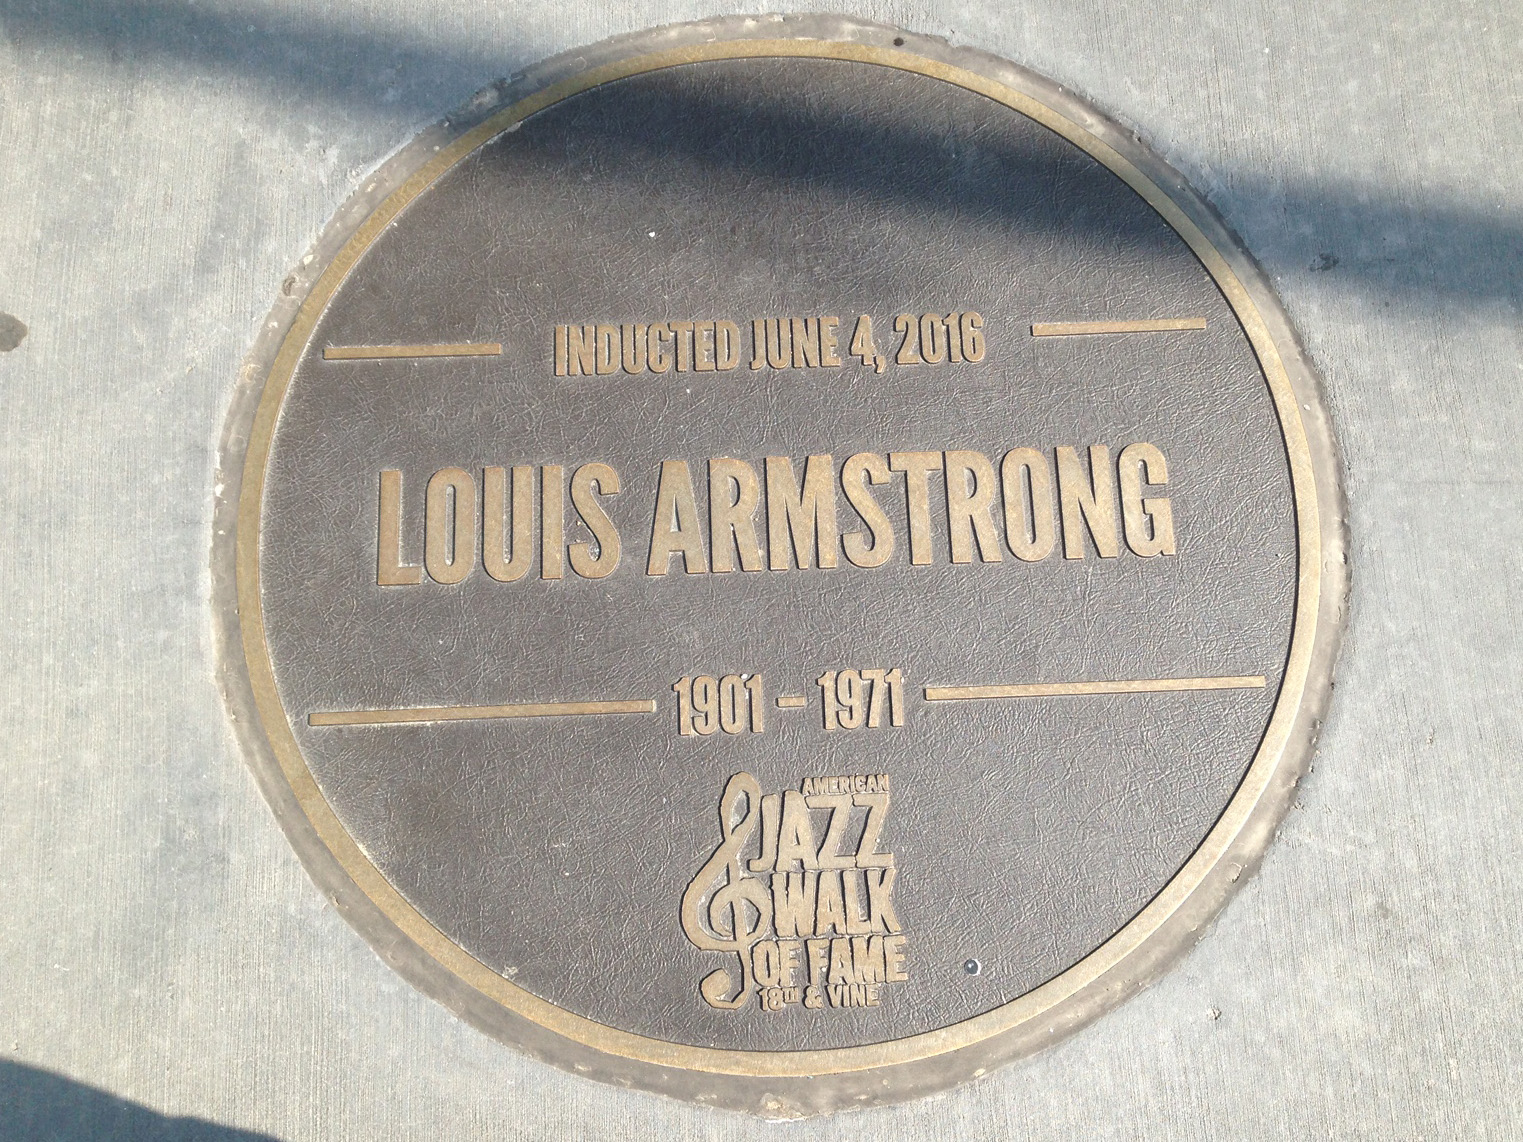 INDUCTED JUNE 4, 2016
LOUIS ARMSTRONG
1901 – 1971
AMERICAN
JAZZ
WALK
OF FAME
18TH & VINE